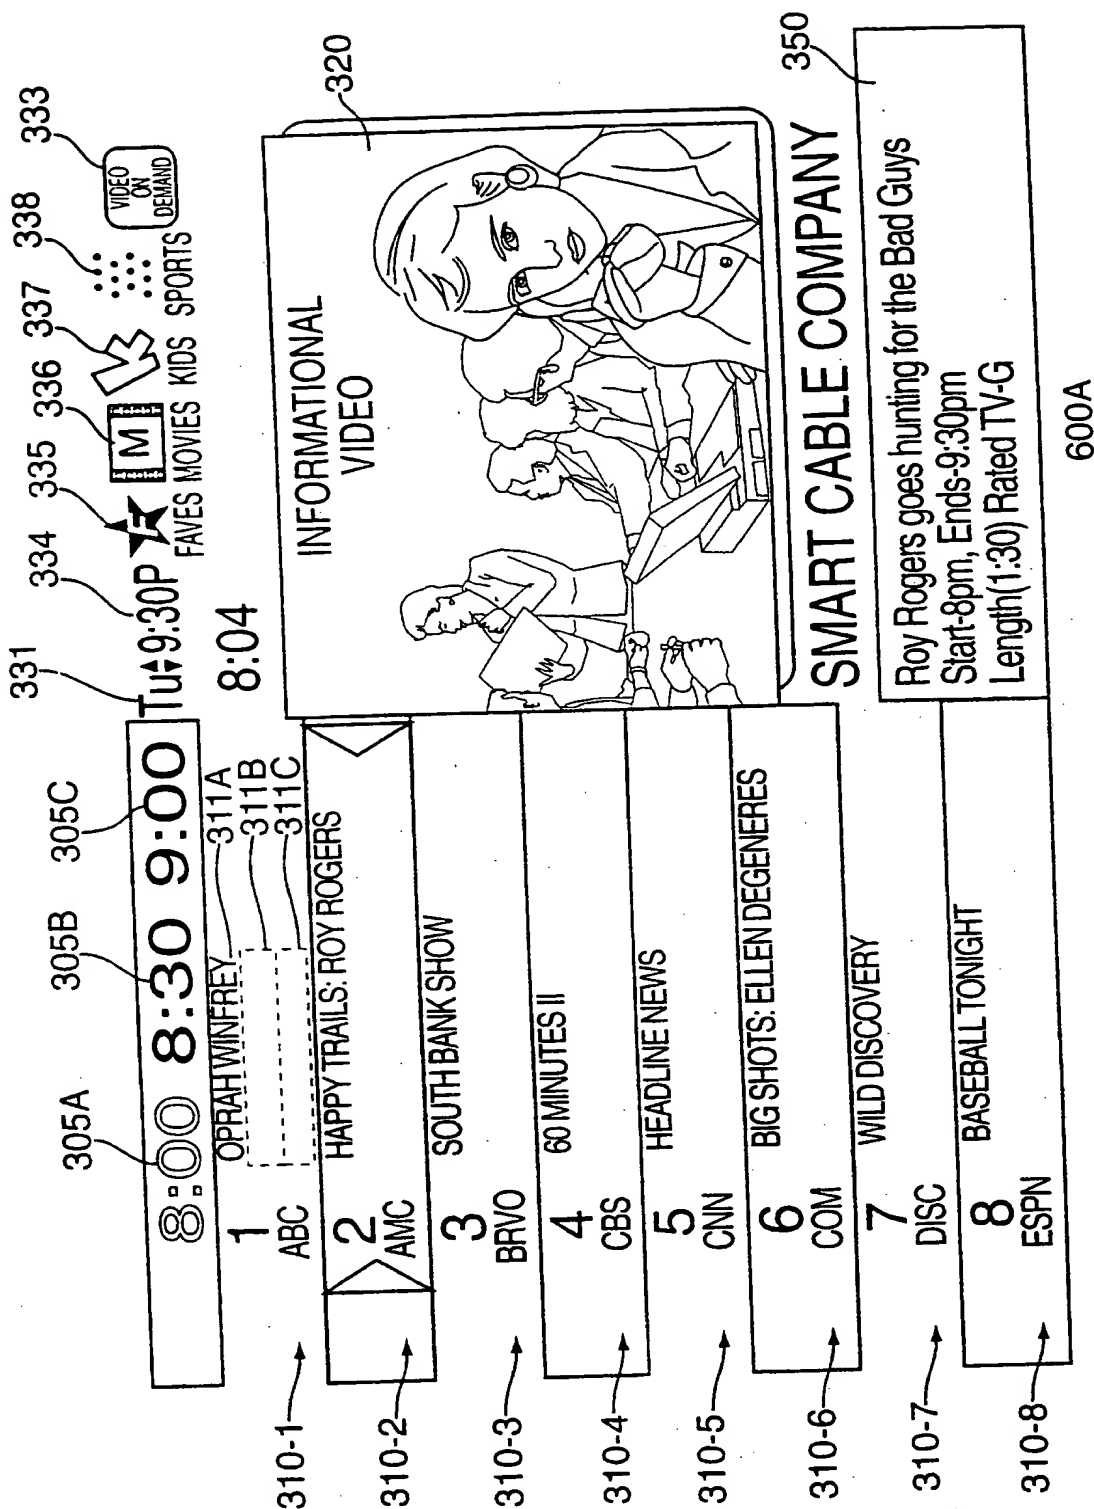 305A
305B
305C
331
334
335
336
337
338
333
8:00 8:30 9:00
Tu 9:30P
F
M
VIDEO
ON
DEMAND
FAVES MOVIES KIDS SPORTS
8:04
310-1
1
ABC
OPRAH WINFREY
311A
311B
311C
310-2
2
AMC
HAPPY TRAILS: ROY ROGERS
310-3
3
BRVO
SOUTH BANK SHOW
310-4
4
CBS
60 MINUTES II
310-5
5
CNN
HEADLINE NEWS
310-6
6
COM
BIG SHOTS: ELLEN DEGENERES
310-7
7
DISC
WILD DISCOVERY
310-8
8
ESPN
BASEBALL TONIGHT
INFORMATIONAL
VIDEO
320
SMART CABLE COMPANY
350
Roy Rogers goes hunting for the Bad Guys
Start-8pm, Ends-9:30pm
Length(1:30) Rated TV-G
600A